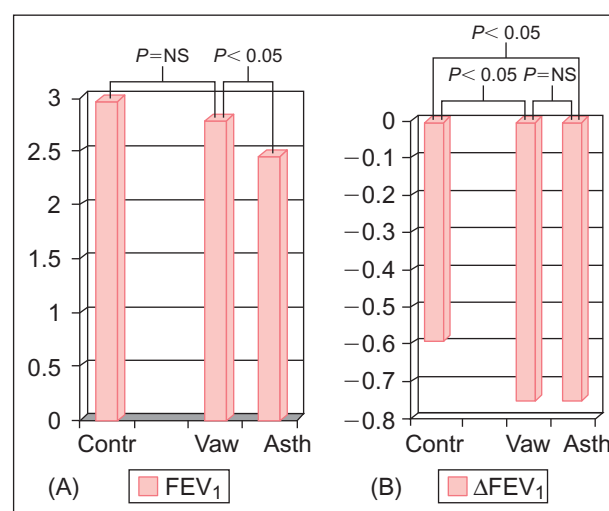 P=NS
P< 0.05
3
2.5
2
1.5
1
0.5
0
Contr
Vaw
Asth
(A)
FEV₁
P< 0.05
P< 0.05
P=NS
0
−0.1
−0.2
−0.3
−0.4
−0.5
−0.6
−0.7
−0.8
Contr
Vaw
Asth
(B)
ΔFEV₁